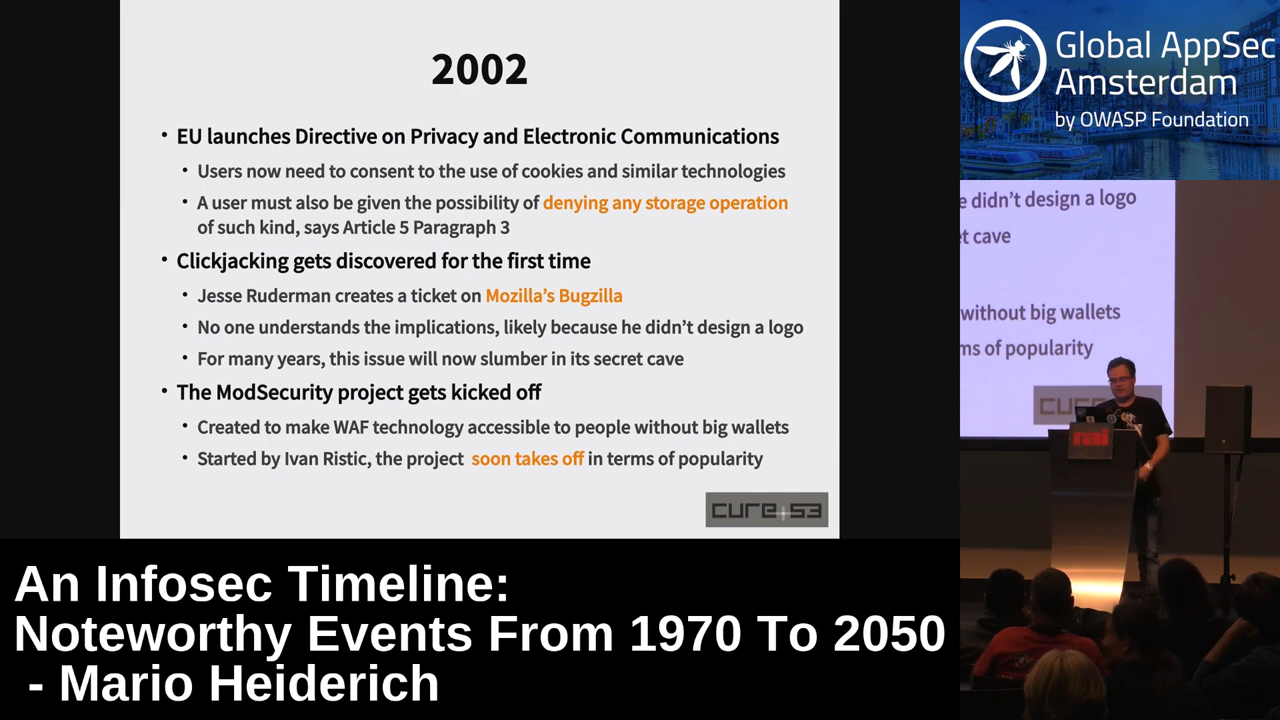 2002
• EU launches Directive on Privacy and Electronic Communications
• Users now need to consent to the use of cookies and similar technologies
• A user must also be given the possibility of denying any storage operation
of such kind, says Article 5 Paragraph 3
• Clickjacking gets discovered for the first time
• Jesse Ruderman creates a ticket on Mozilla’s Bugzilla
• No one understands the implications, likely because he didn’t design a logo
• For many years, this issue will now slumber in its secret cave
• The ModSecurity project gets kicked off
• Created to make WAF technology accessible to people without big wallets
• Started by Ivan Ristic, the project soon takes off in terms of popularity
cure+53
An Infosec Timeline:
Noteworthy Events From 1970 To 2050
- Mario Heiderich
Global AppSec
Amsterdam
by OWASP Foundation
e didn’t design a logo
et cave
without big wallets
ms of popularity
cure
rai